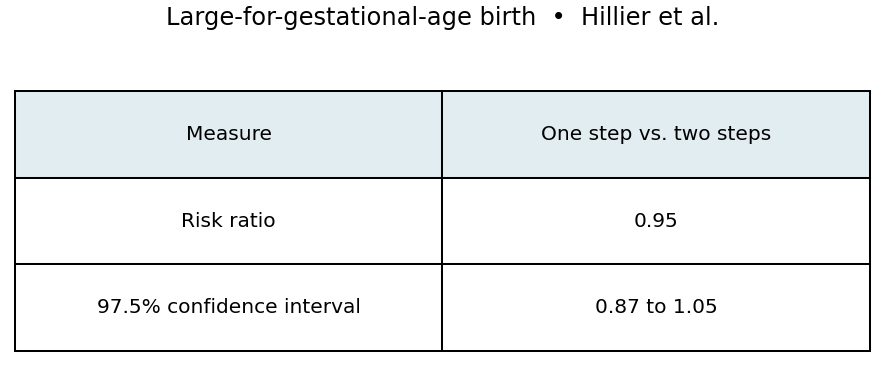 Large-for-gestational-age birth • Hillier et al.
Measure One step vs. two steps
Risk ratio 0.95
97.5% confidence interval 0.87 to 1.05